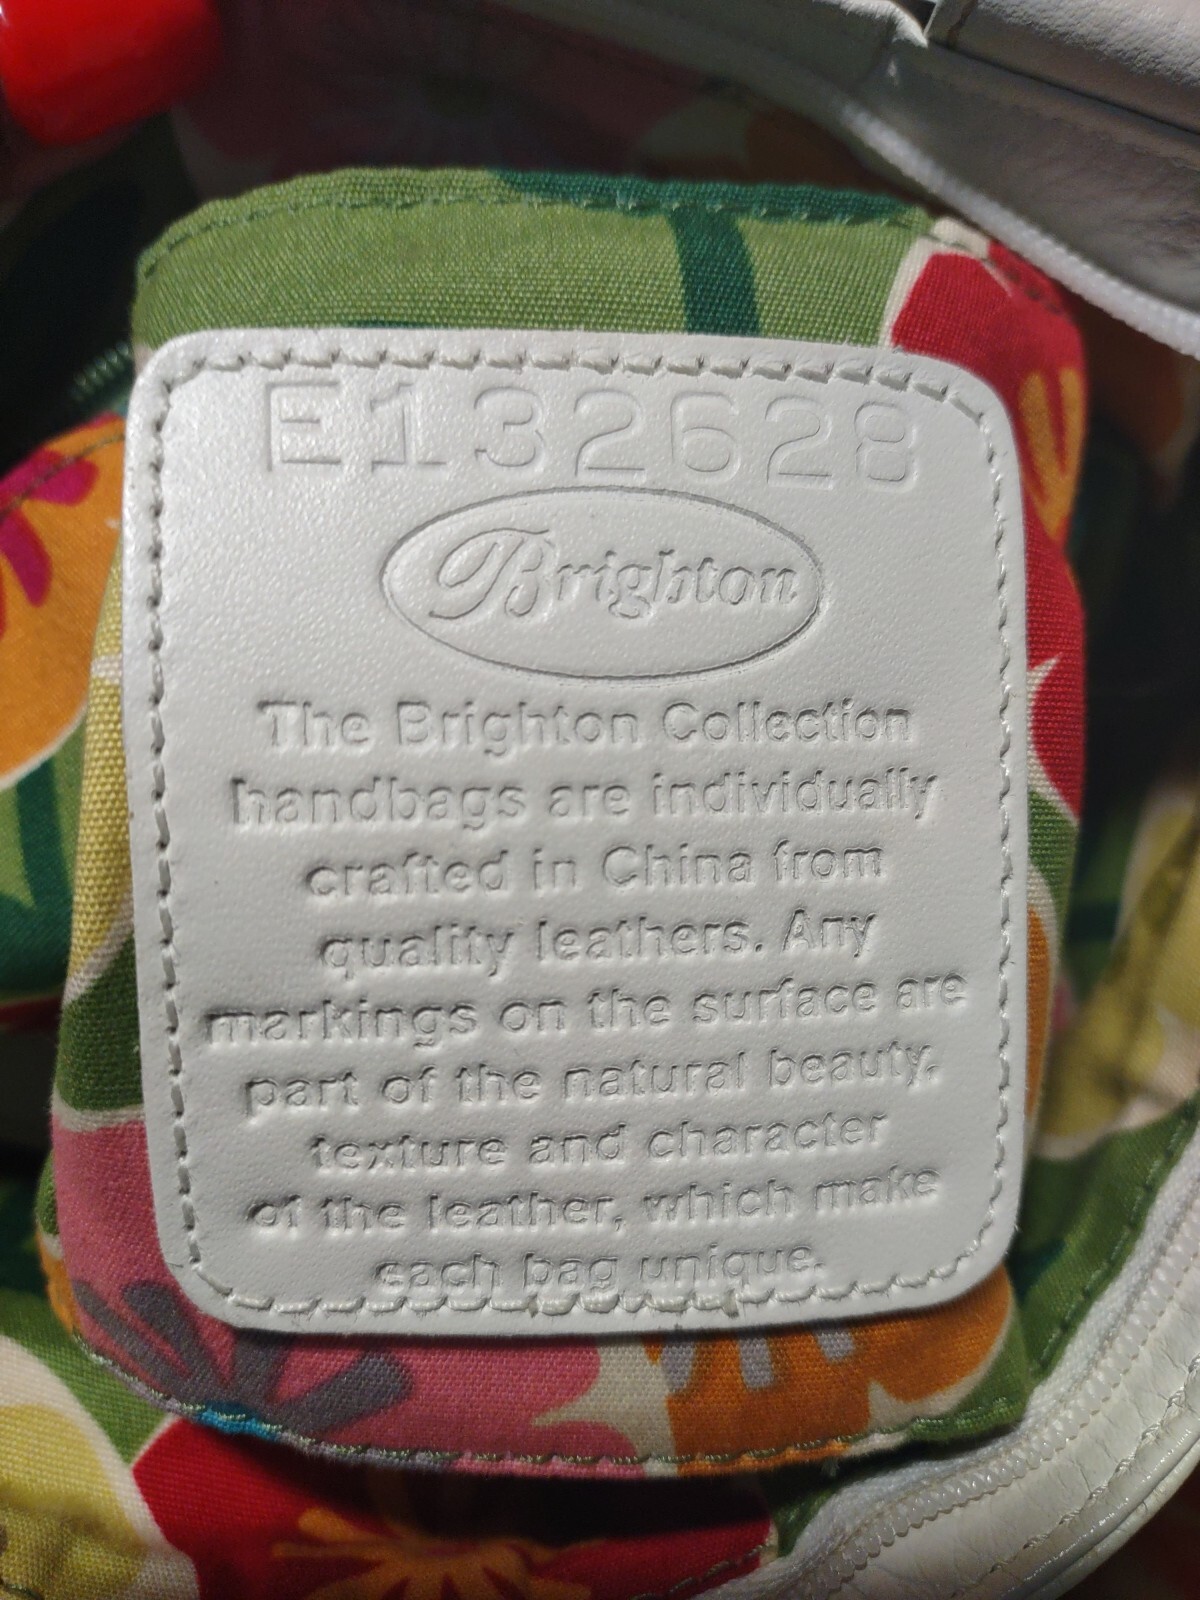 E132628
Brighton
The Brighton Collection
handbags are individually
crafted in China from
quality leathers. Any
markings on the surface are
part of the natural beauty,
texture and character
of the leather, which make
each bag unique.